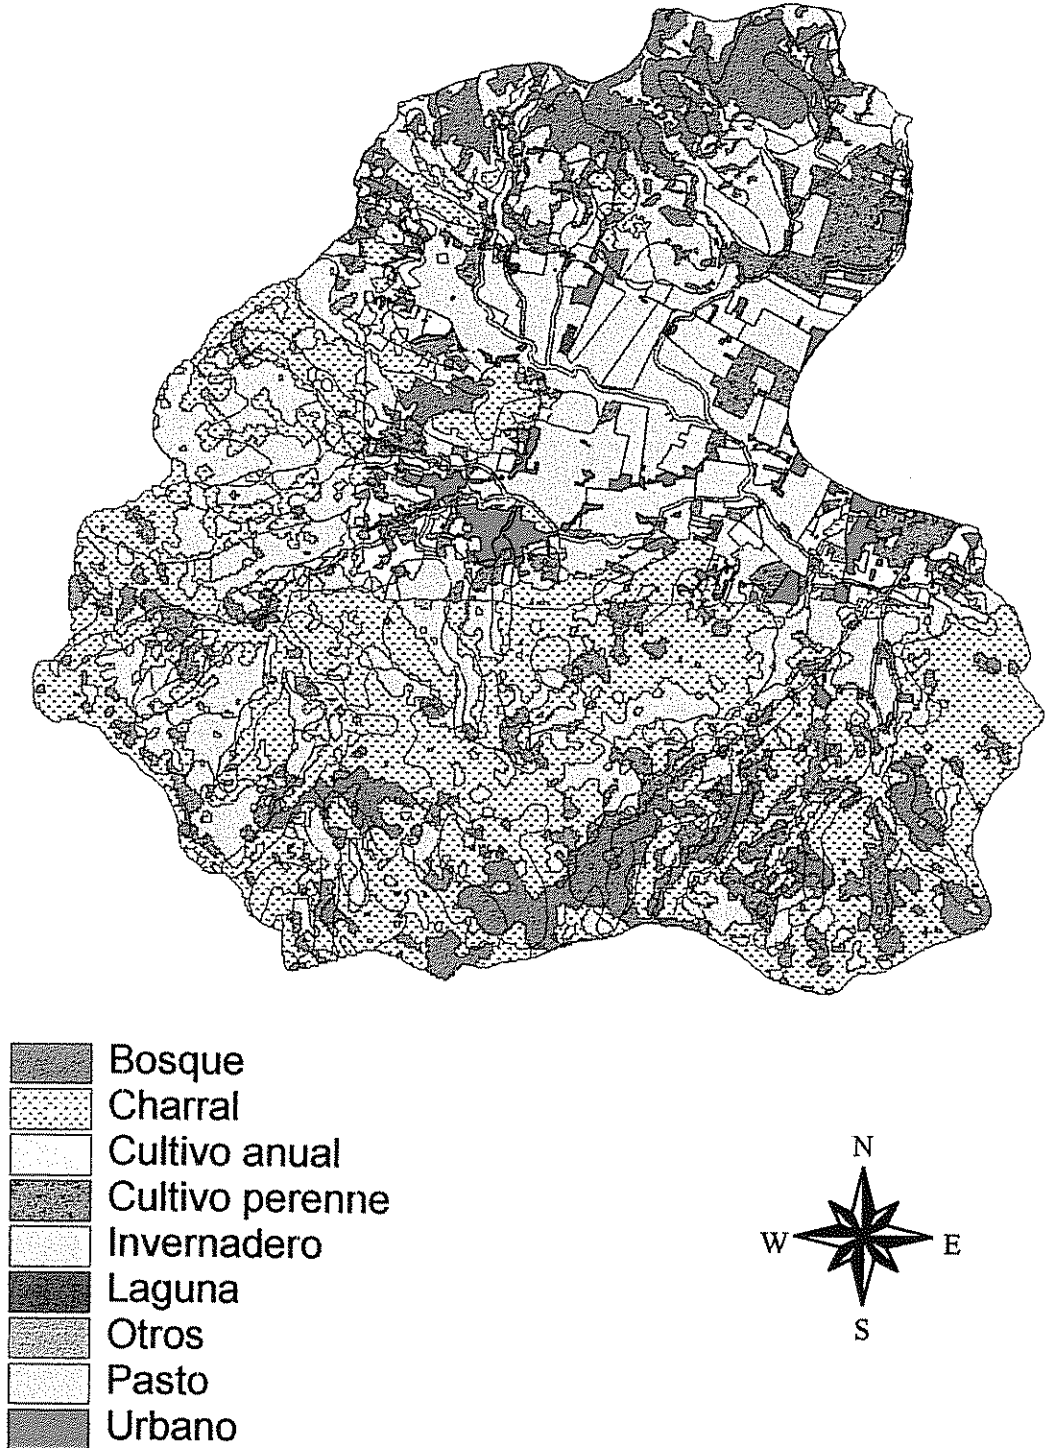 Bosque
Charral
Cultivo anual
Cultivo perenne
Invernadero
Laguna
Otros
Pasto
Urbano
N
W E
S